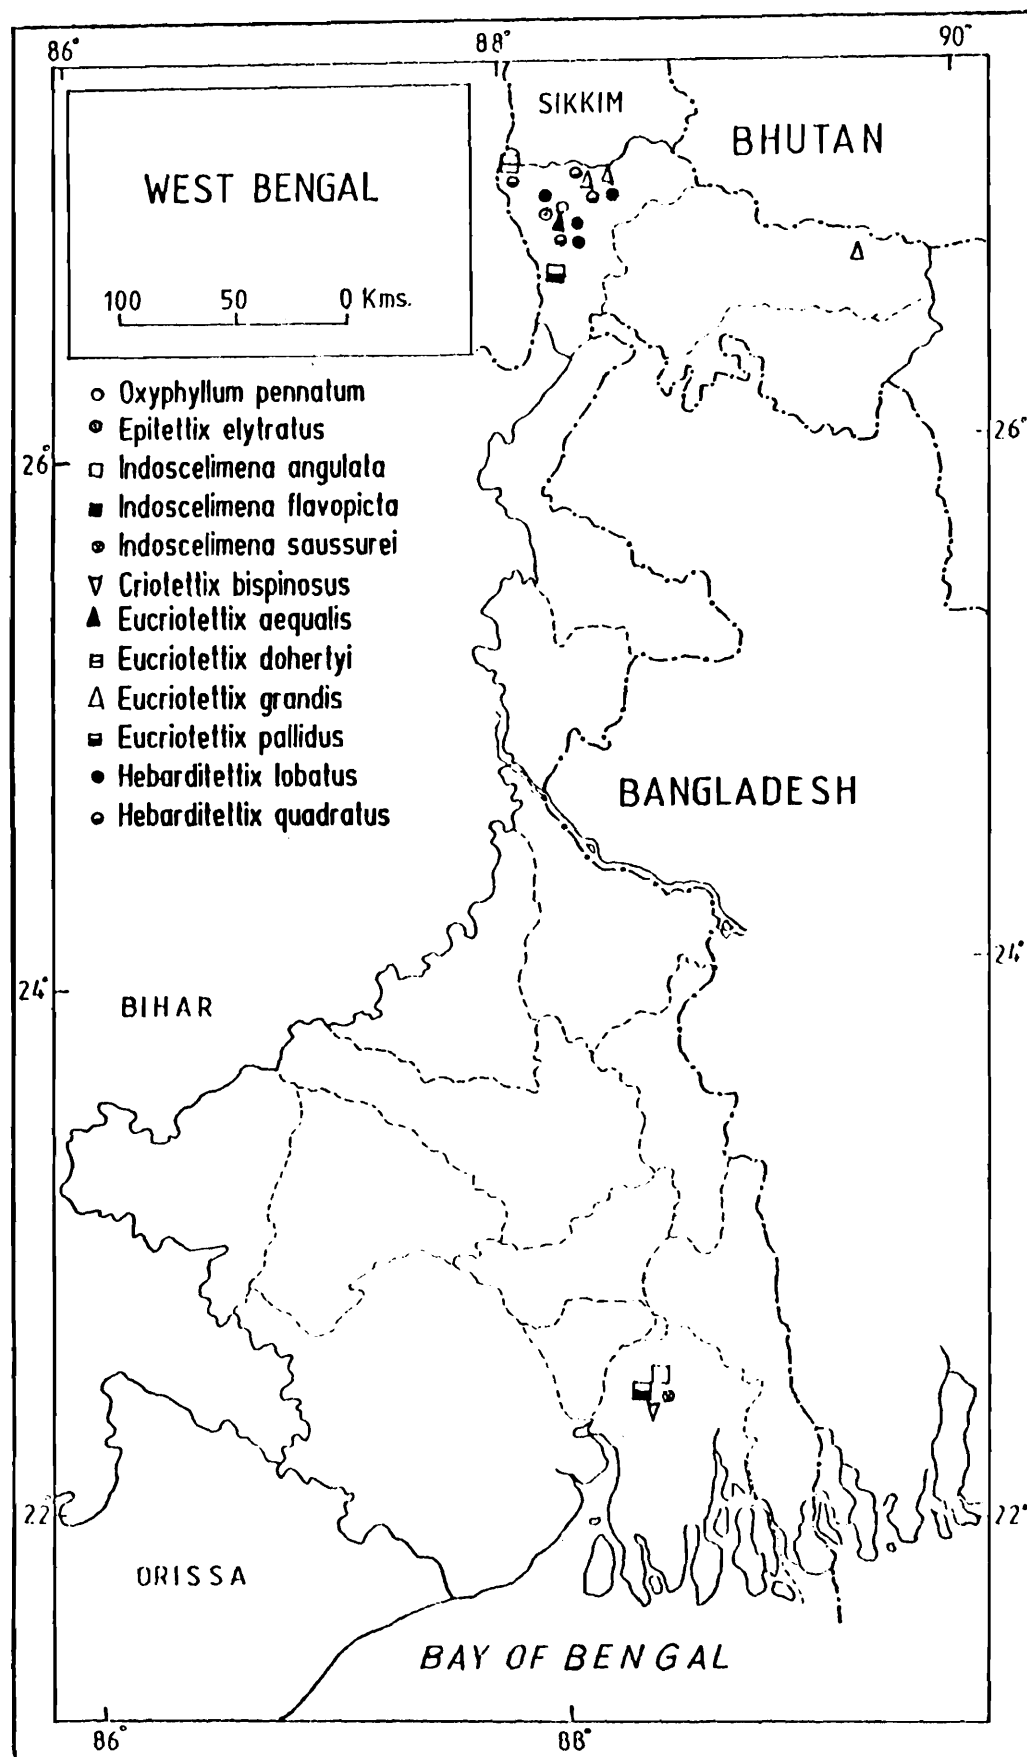 86° 88° 90°
SIKKIM
BHUTAN
WEST BENGAL
100 50 0 Kms.
Oxyphyllum pennatum
Epitettix elytratus
26° Indoscelimena angulata 26°
Indoscelimena flavopicta
Indoscelimena saussurei
Criotettix bispinosus
Eucriotettix aequalis
Eucriotettix dohertyi
Eucriotettix grandis
Eucriotettix pallidus
Hebarditettix lobatus
BANGLADESH
Hebarditettix quadratus
24° 24°
BIHAR
22° 22°
ORISSA
BAY OF BENGAL
86° 88°